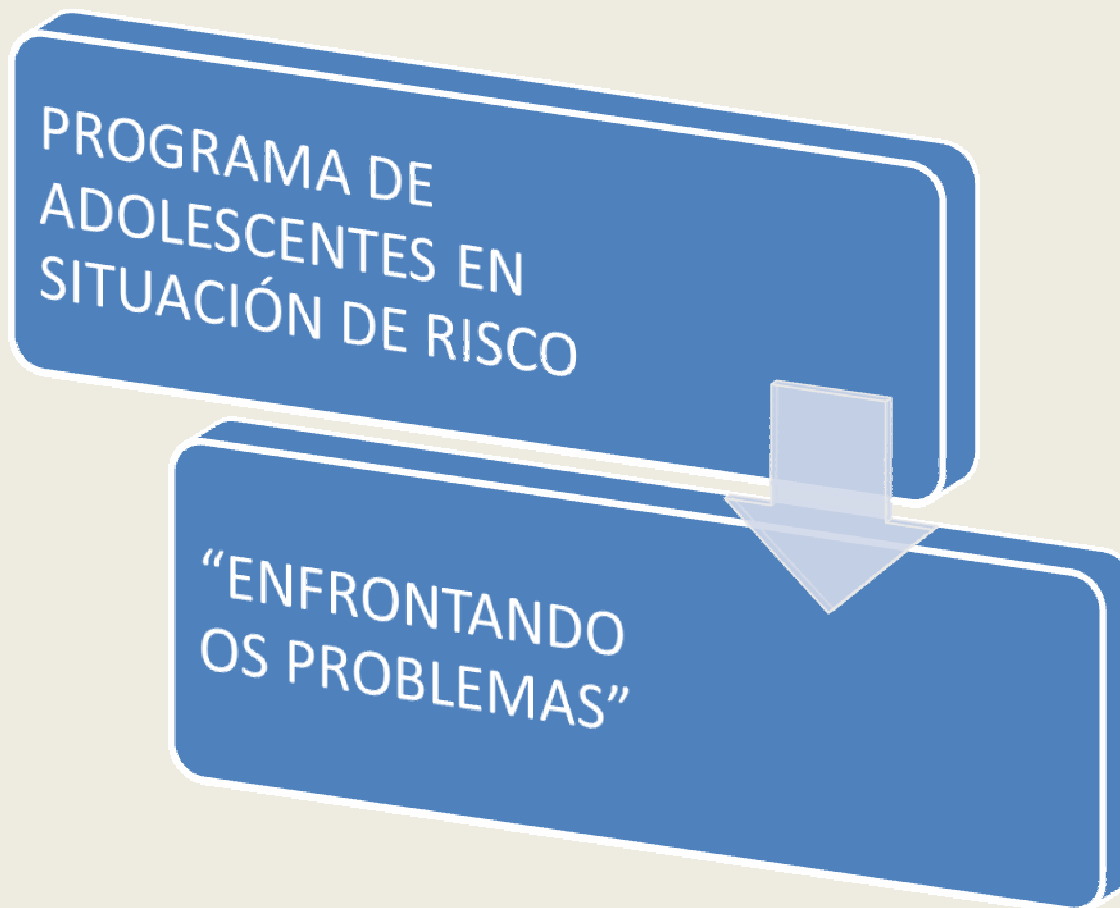 PROGRAMA DE
ADOLESCENTES EN
SITUACIÓN DE RISCO
“ENFRONTANDO
OS PROBLEMAS”